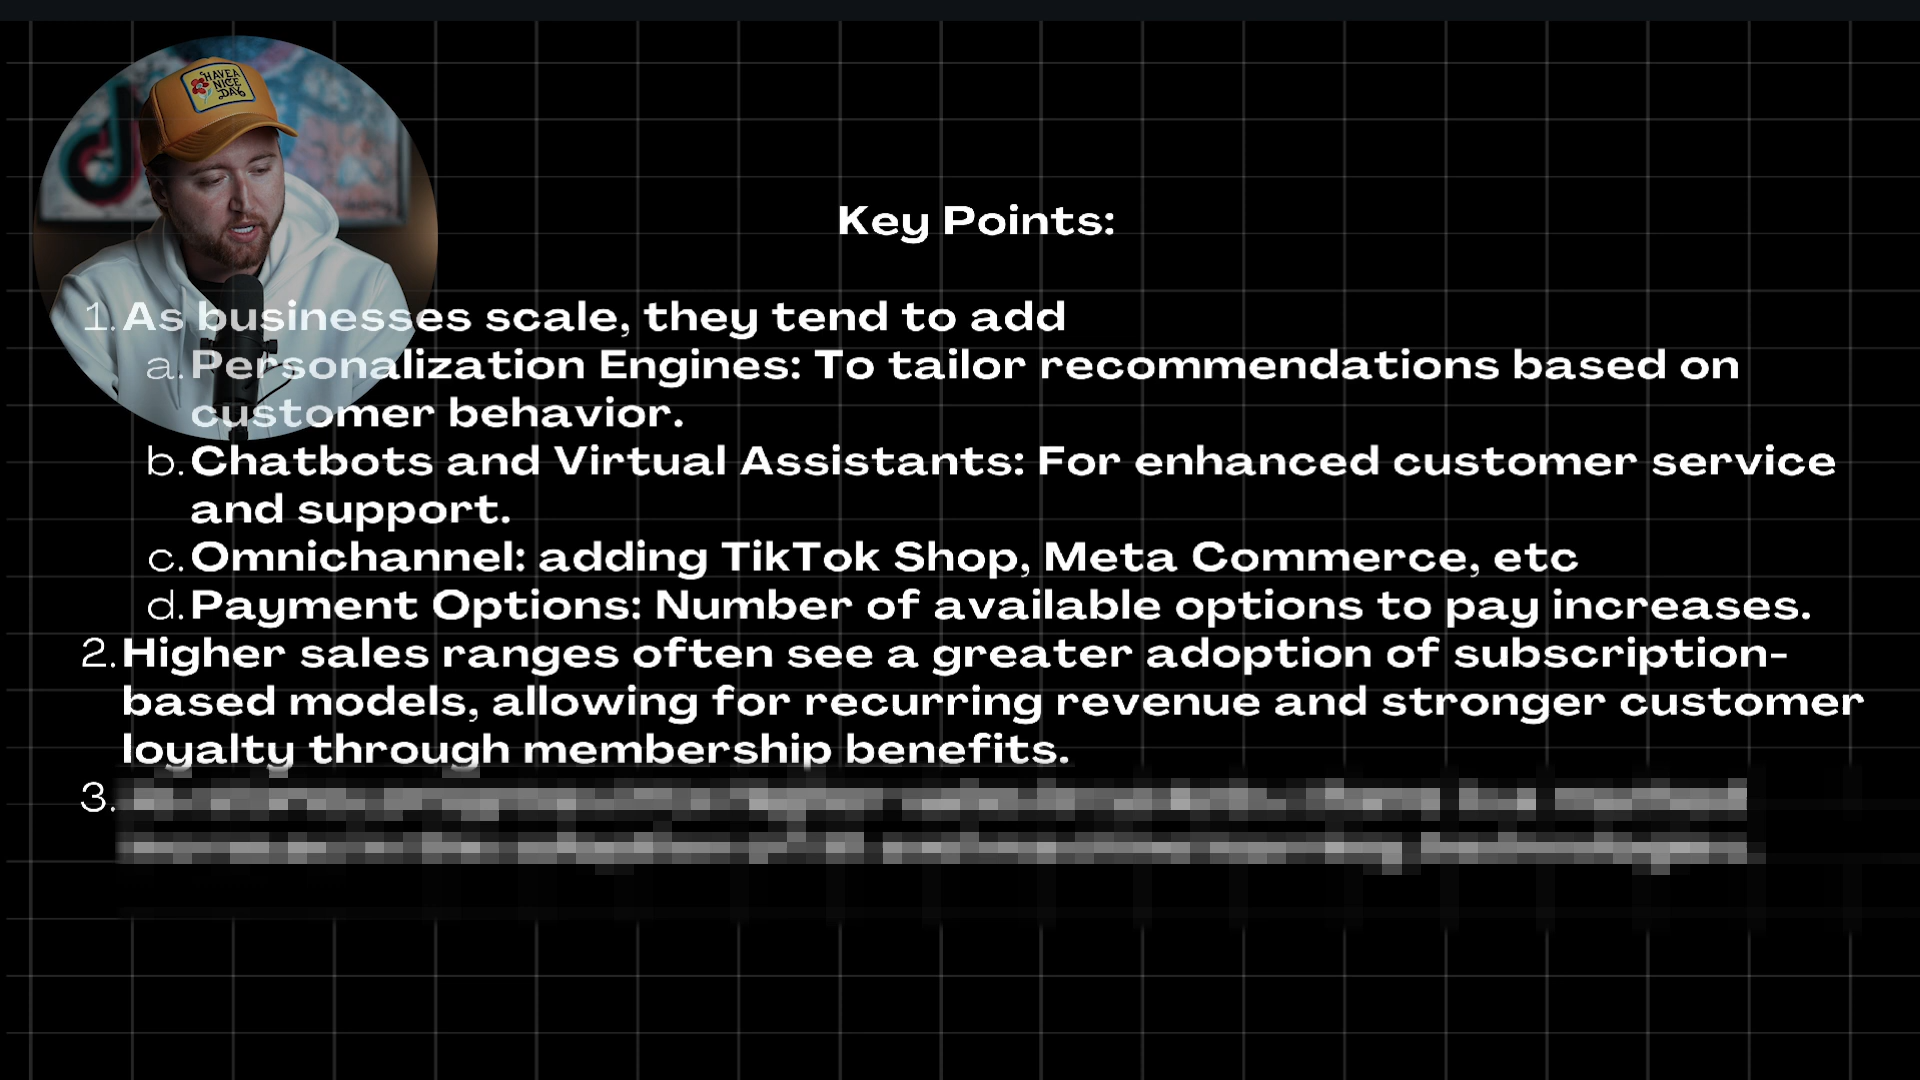 HAVE A
NICE
DAY
Key Points:
1. As businesses scale, they tend to add
a. Personalization Engines: To tailor recommendations based on
customer behavior.
b. Chatbots and Virtual Assistants: For enhanced customer service
and support.
c. Omnichannel: adding TikTok Shop, Meta Commerce, etc
d. Payment Options: Number of available options to pay increases.
2. Higher sales ranges often see a greater adoption of subscription-
based models, allowing for recurring revenue and stronger customer
loyalty through membership benefits.
3.